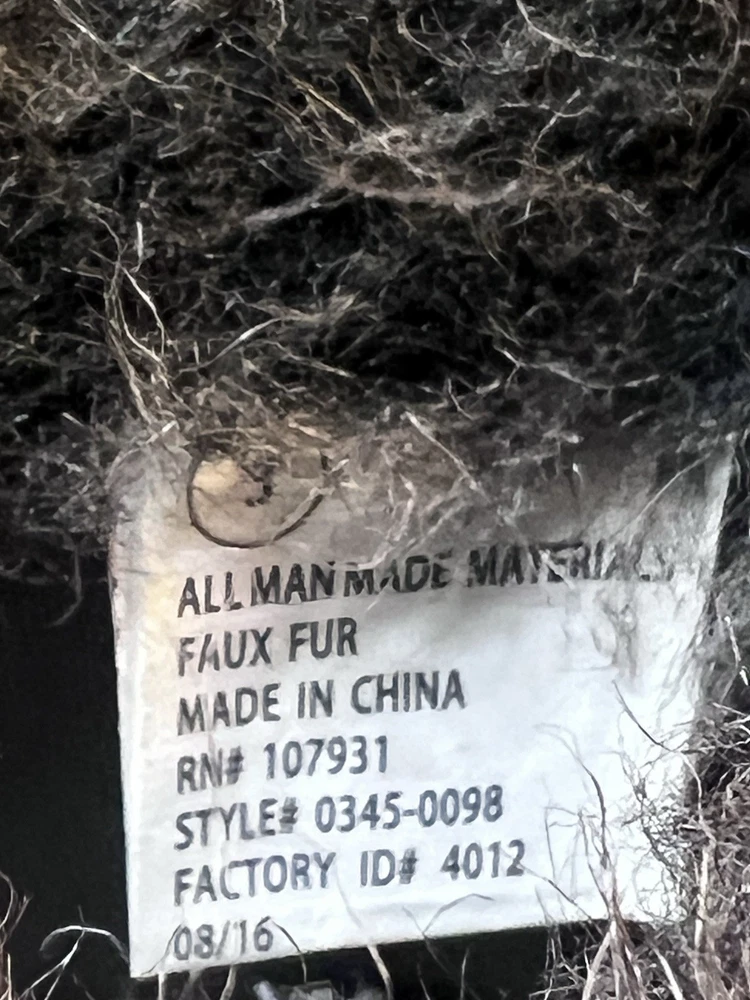 ALL MAN MADE MATERIALS
FAUX FUR
MADE IN CHINA
RN# 107931
STYLE# 0345-0098
FACTORY ID# 4012
08/16